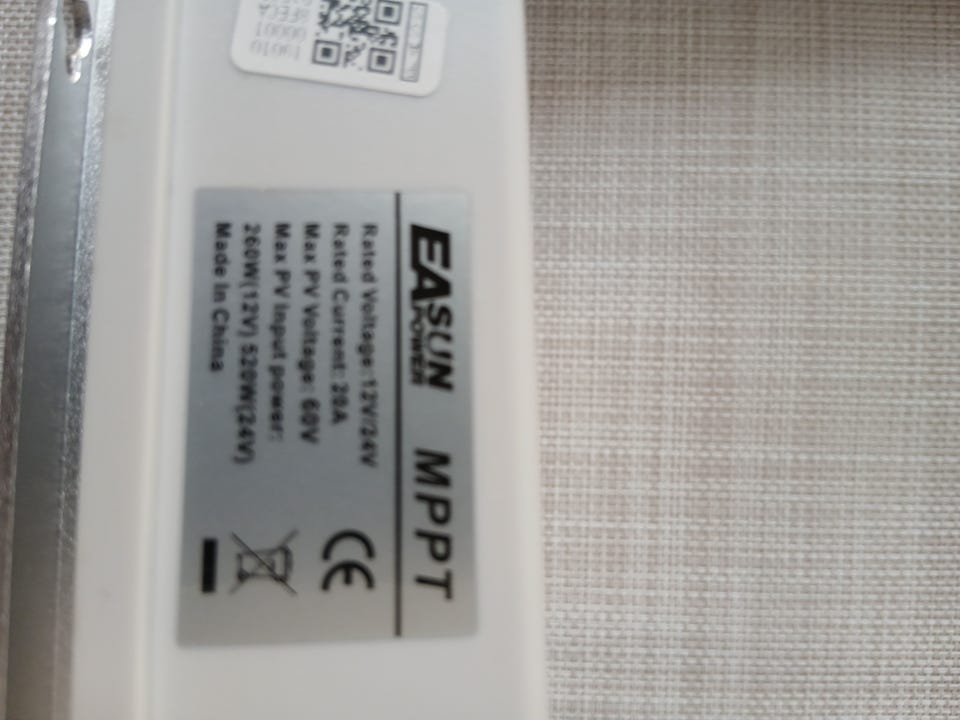 EASUN MPPT
POWER
Rated Voltage:12V/24V
Rated Current: 20A
Max PV Voltage: 60V
Max PV Input power:
260W(12V) 520W(24V)
Made in China
CE